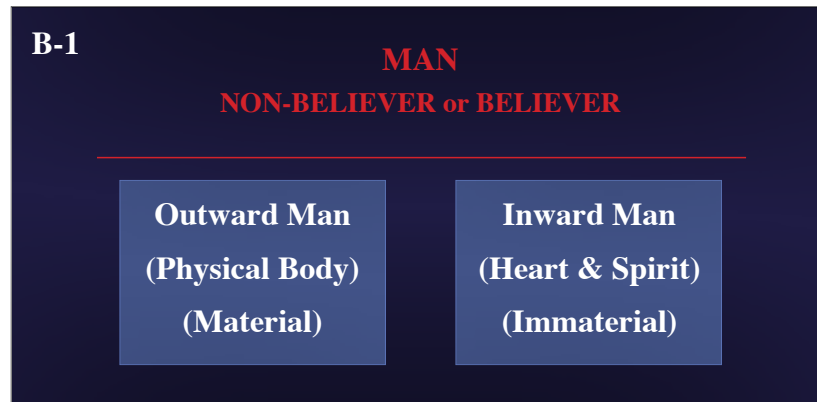 B-1
MAN
NON-BELIEVER or BELIEVER
Outward Man
(Physical Body)
(Material)
Inward Man
(Heart & Spirit)
(Immaterial)